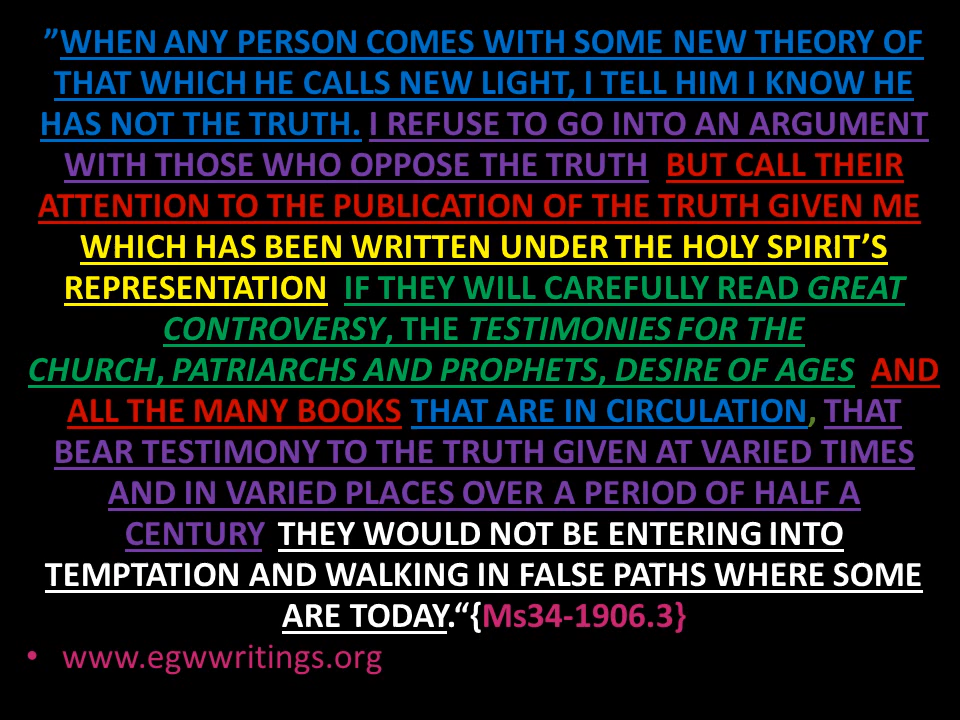 ”WHEN ANY PERSON COMES WITH SOME NEW THEORY OF
THAT WHICH HE CALLS NEW LIGHT, I TELL HIM I KNOW HE
HAS NOT THE TRUTH. I REFUSE TO GO INTO AN ARGUMENT
WITH THOSE WHO OPPOSE THE TRUTH BUT CALL THEIR
ATTENTION TO THE PUBLICATION OF THE TRUTH GIVEN ME
WHICH HAS BEEN WRITTEN UNDER THE HOLY SPIRIT’S
REPRESENTATION IF THEY WILL CAREFULLY READ GREAT
CONTROVERSY, THE TESTIMONIES FOR THE
CHURCH, PATRIARCHS AND PROPHETS, DESIRE OF AGES AND
ALL THE MANY BOOKS THAT ARE IN CIRCULATION, THAT
BEAR TESTIMONY TO THE TRUTH GIVEN AT VARIED TIMES
AND IN VARIED PLACES OVER A PERIOD OF HALF A
CENTURY THEY WOULD NOT BE ENTERING INTO
TEMPTATION AND WALKING IN FALSE PATHS WHERE SOME
ARE TODAY.“{Ms34-1906.3}
• www.egwwritings.org